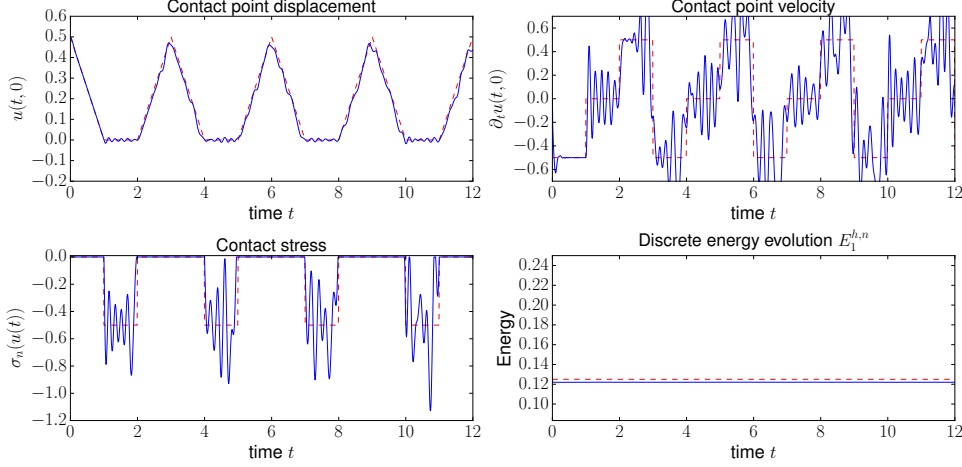 Contact point displacement
u(t, 0)
0.6
0.5
0.4
0.3
0.2
0.1
0.0
−0.1
−0.2
0 2 4 6 8 10 12
time t
Contact point velocity
∂ₜu(t, 0)
0.6
0.4
0.2
0.0
−0.2
−0.4
−0.6
0 2 4 6 8 10 12
time t
Contact stress
σₙ(u(t))
0.0
−0.2
−0.4
−0.6
−0.8
−1.0
−1.2
0 2 4 6 8 10 12
time t
Discrete energy evolution E₁ʰ,ⁿ
Energy
0.24
0.22
0.20
0.18
0.16
0.14
0.12
0.10
0 2 4 6 8 10 12
time t